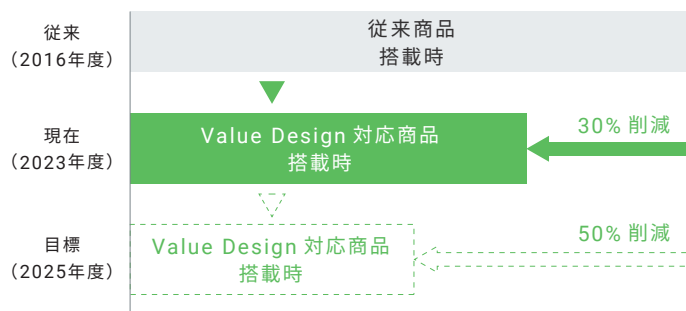 従来
（2016年度）
従来商品
搭載時
現在
（2023年度）
Value Design 対応商品
搭載時
30% 削減
目標
（2025年度）
Value Design 対応商品
搭載時
50% 削減